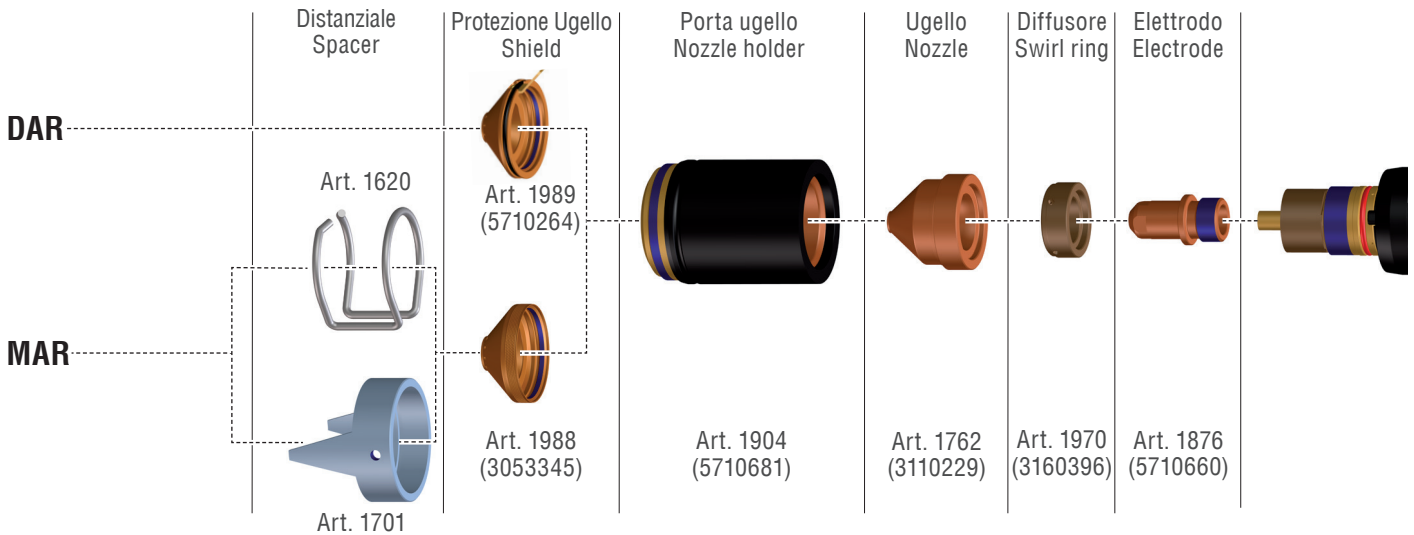 Distanziale
Spacer
Protezione Ugello
Shield
Porta ugello
Nozzle holder
Ugello
Nozzle
Diffusore
Swirl ring
Elettrodo
Electrode
DAR
Art. 1989
(5710264)
Art. 1620
MAR
Art. 1701
Art. 1988
(3053345)
Art. 1904
(5710681)
Art. 1762
(3110229)
Art. 1970
(3160396)
Art. 1876
(5710660)